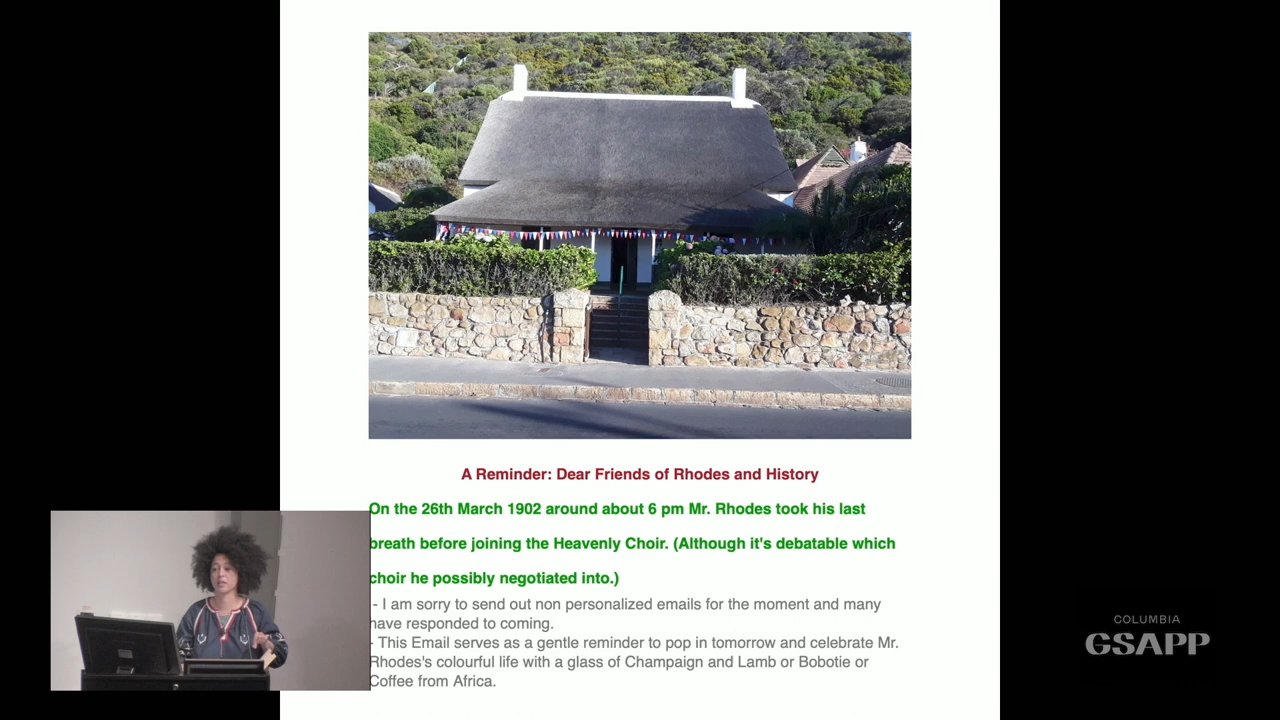 A Reminder: Dear Friends of Rhodes and History
On the 26th March 1902 around about 6 pm Mr. Rhodes took his last
breath before joining the Heavenly Choir. (Although it's debatable which
choir he possibly negotiated into.)
- I am sorry to send out non personalized emails for the moment and many
have responded to coming.
- This Email serves as a gentle reminder to pop in tomorrow and celebrate Mr.
Rhodes's colourful life with a glass of Champaign and Lamb or Bobotie or
Coffee from Africa.
COLUMBIA
GSAPP